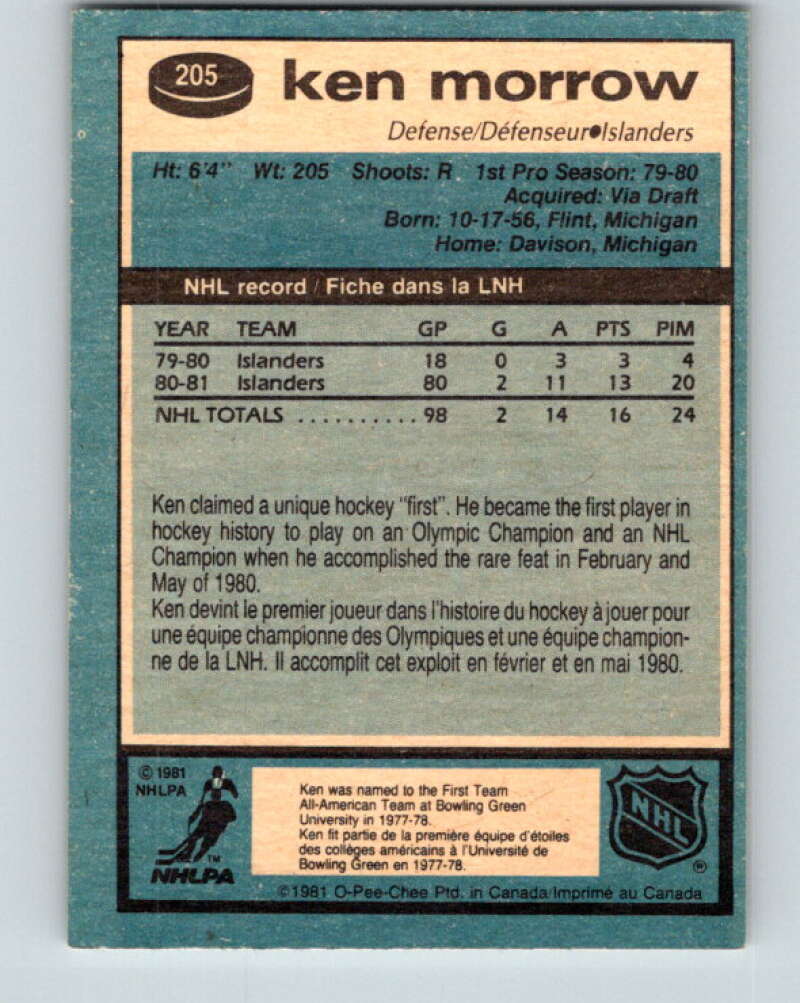 205
ken morrow
Defense/Défenseur•Islanders
Ht: 6'4" Wt: 205 Shoots: R 1st Pro Season: 79-80
Acquired: Via Draft
Born: 10-17-56, Flint, Michigan
Home: Davison, Michigan
NHL record / Fiche dans la LNH
YEAR TEAM GP G A PTS PIM
79-80 Islanders 18 0 3 3 4
80-81 Islanders 80 2 11 13 20
NHL TOTALS .......... 98 2 14 16 24
Ken claimed a unique hockey "first". He became the first player in
hockey history to play on an Olympic Champion and an NHL
Champion when he accomplished the rare feat in February and
May of 1980.
Ken devint le premier joueur dans l'histoire du hockey à jouer pour
une équipe championne des Olympiques et une équipe champion-
ne de la LNH. Il accomplit cet exploit en février et en mai 1980.
© 1981
NHLPA
TM
NHLPA
Ken was named to the First Team
All-American Team at Bowling Green
University in 1977-78.
Ken fit partie de la première équipe d'étoiles
des collèges américains à l'Université de
Bowling Green en 1977-78.
NHL
®
©1981 O-Pee-Chee Ptd. in Canada/Imprimé au Canada